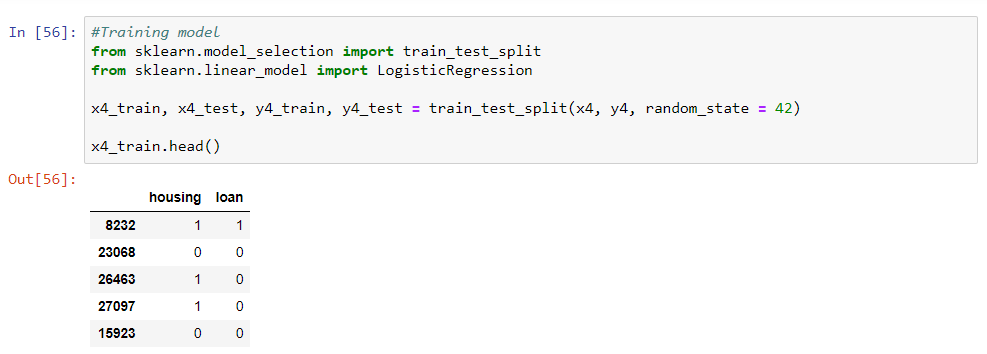 In [56]: #Training model
from sklearn.model_selection import train_test_split
from sklearn.linear_model import LogisticRegression
x4_train, x4_test, y4_train, y4_test = train_test_split(x4, y4, random_state = 42)
x4_train.head()
Out[56]:
housing loan
8232 1 1
23068 0 0
26463 1 0
27097 1 0
15923 0 0